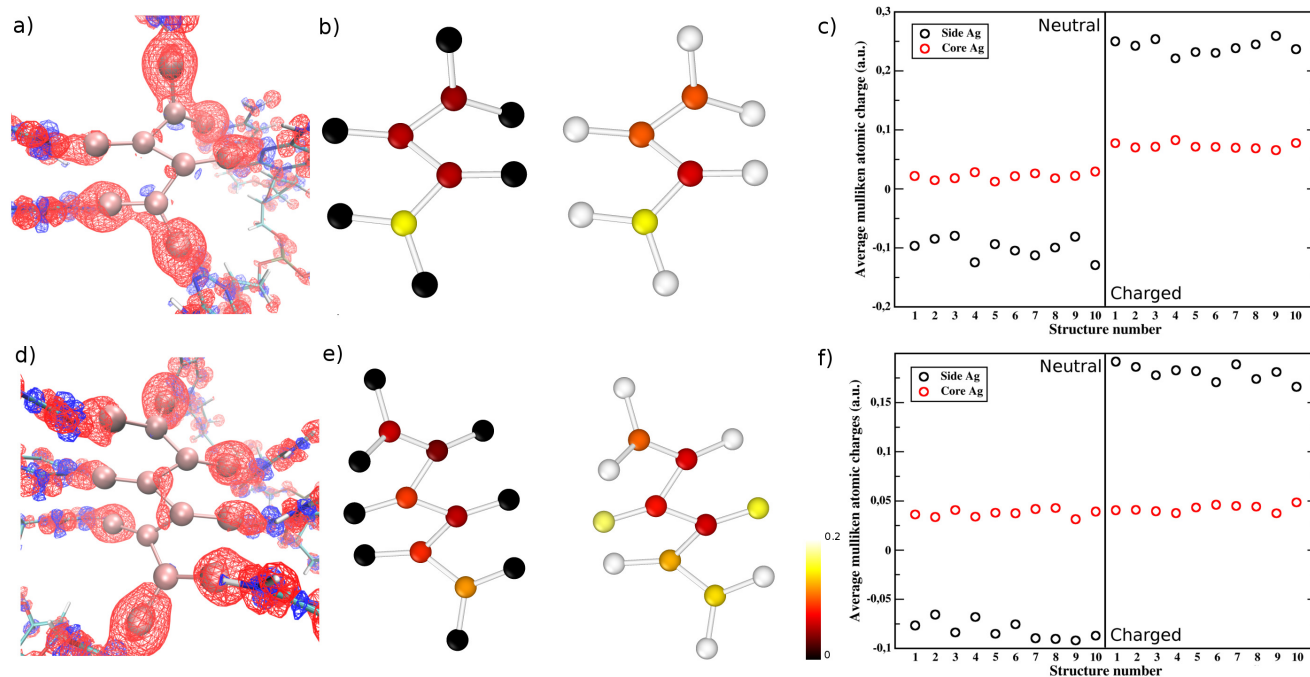 a)
b)
c)
Average mulliken atomic charge (a.u.)
0,3
0,2
0,1
0
-0,1
-0,2
Side Ag
Core Ag
Neutral
Charged
1 2 3 4 5 6 7 8 9 10 1 2 3 4 5 6 7 8 9 10
Structure number
d)
e)
0.2
0
f)
Average mulliken atomic charges (a.u.)
0,15
0,1
0,05
0
-0,05
-0,1
Side Ag
Core Ag
Neutral
Charged
1 2 3 4 5 6 7 8 9 10 1 2 3 4 5 6 7 8 9 10
Structure number